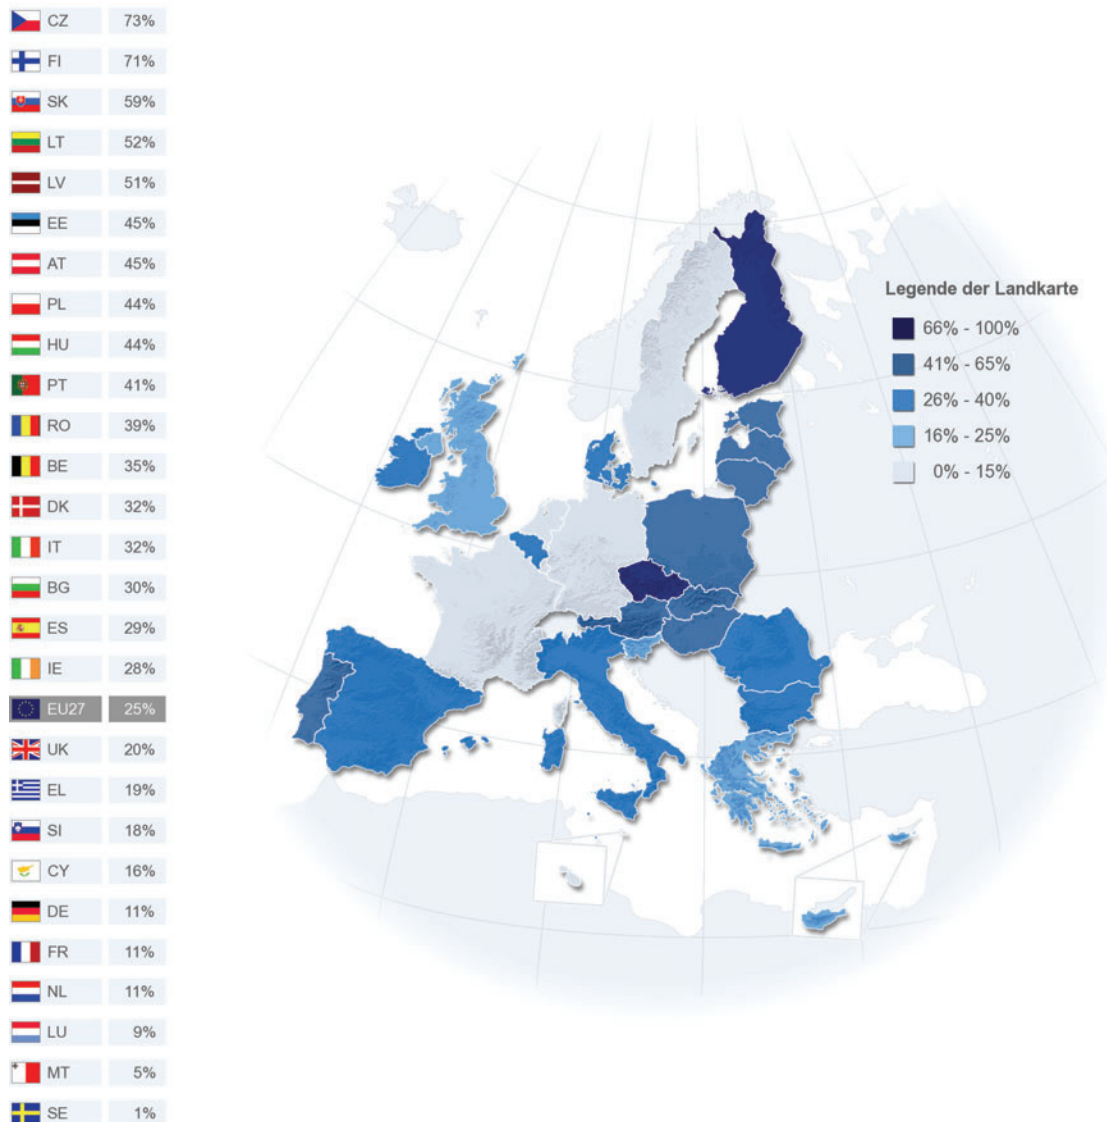 CZ 73%
FI 71%
SK 59%
LT 52%
LV 51%
EE 45%
AT 45%
PL 44%
HU 44%
PT 41%
RO 39%
BE 35%
DK 32%
IT 32%
BG 30%
ES 29%
IE 28%
EU27 25%
UK 20%
EL 19%
SI 18%
CY 16%
DE 11%
FR 11%
NL 11%
LU 9%
MT 5%
SE 1%
Legende der Landkarte
66% - 100%
41% - 65%
26% - 40%
16% - 25%
0% - 15%